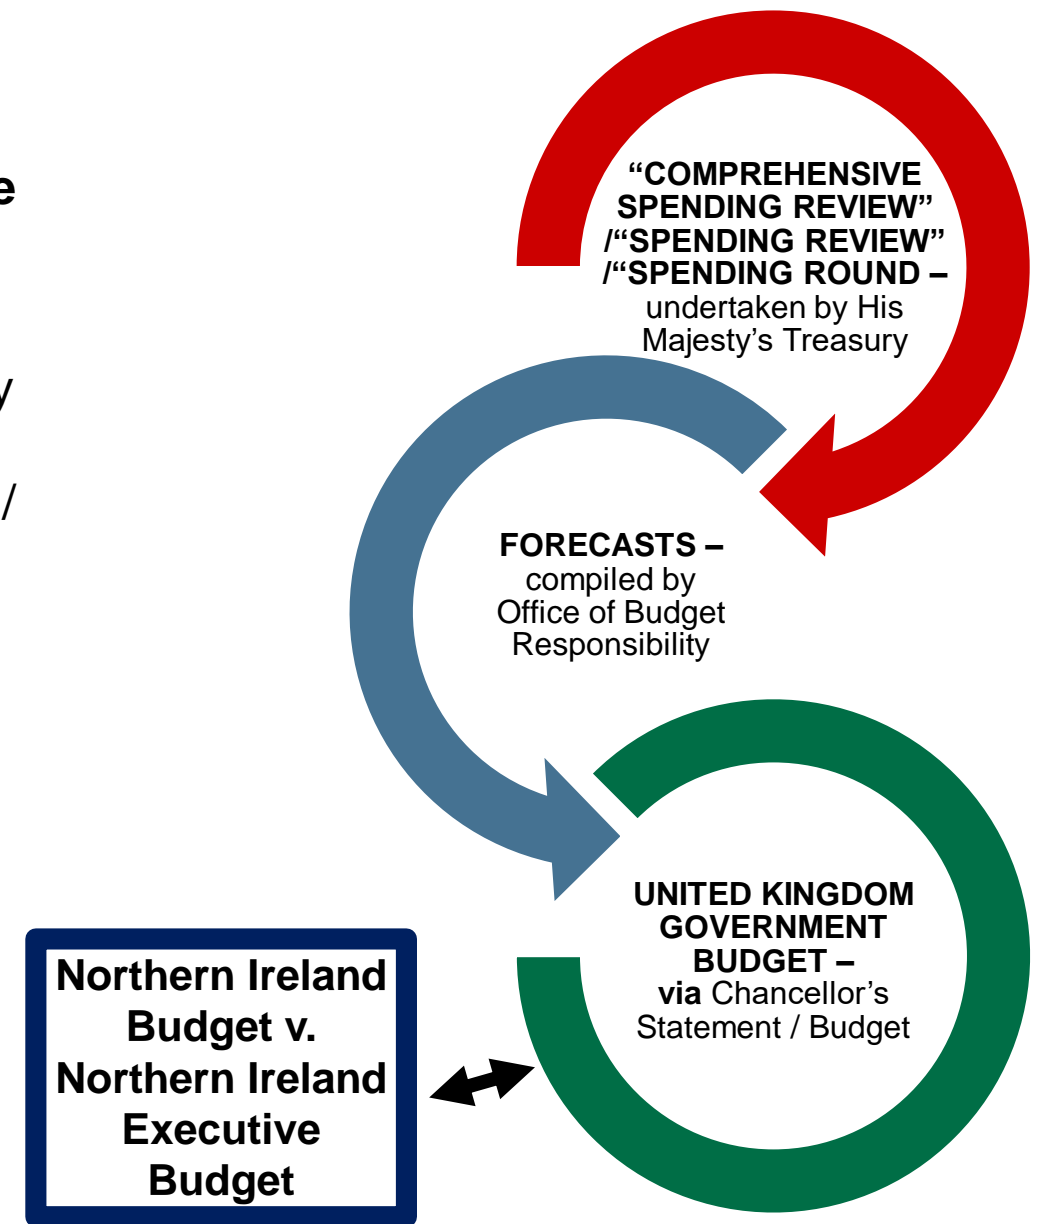 e
y
/
“COMPREHENSIVE
SPENDING REVIEW”
/“SPENDING REVIEW”
/“SPENDING ROUND –
undertaken by His
Majesty’s Treasury
FORECASTS –
compiled by
Office of Budget
Responsibility
UNITED KINGDOM
GOVERNMENT
BUDGET –
via Chancellor’s
Statement / Budget
Northern Ireland
Budget v.
Northern Ireland
Executive
Budget